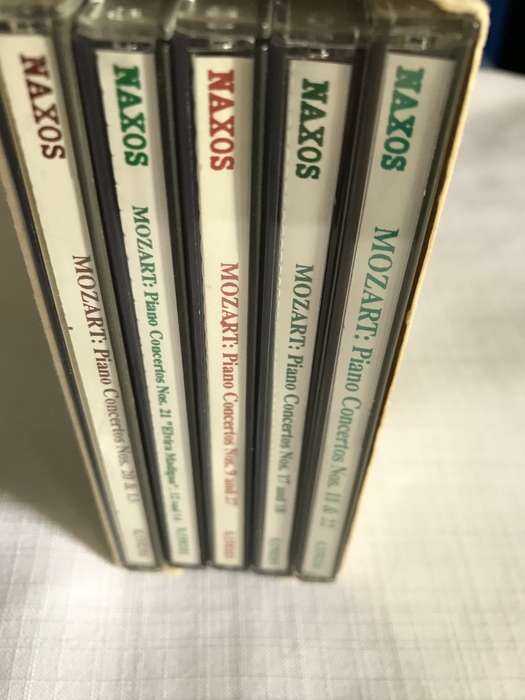 NAXOS MOZART: Piano Concertos Nos. 20 & 13
NAXOS MOZART: Piano Concertos Nos. 21 "Elvira Madigan", 12 and 14
NAXOS MOZART: Piano Concertos Nos. 9 and 27
NAXOS MOZART: Piano Concertos Nos. 17 and 18
NAXOS MOZART: Piano Concertos Nos. 11 & 22